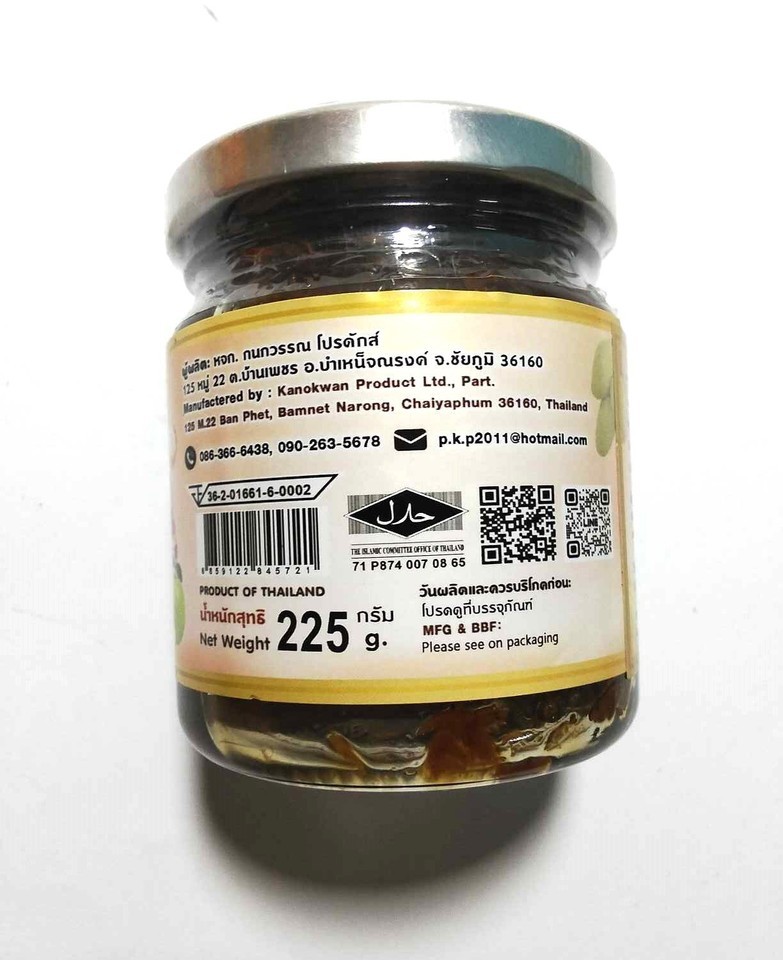 ผู้ผลิต: หจก. กนกวรรณ โปรดักส์
125 หมู่ 22 ต.บ้านเพชร อ.บำเหน็จณรงค์ จ.ชัยภูมิ 36160
Manufactered by : Kanokwan Product Ltd., Part.
125 M.22 Ban Phet, Bamnet Narong, Chaiyaphum 36160, Thailand
086-366-6438, 090-263-5678 p.k.p2011@hotmail.com
36-2-01661-6-0002
حلال
LINE
8 859122 845721
THE ISLAMIC COMMITTEE OFFICE OF THAILAND
71 P874 007 08 65
PRODUCT OF THAILAND
น้ำหนักสุทธิ 225 กรัม
Net Weight g.
วันผลิตและควรบริโภคก่อน:
โปรดดูที่บรรจุภัณฑ์
MFG & BBF:
Please see on packaging